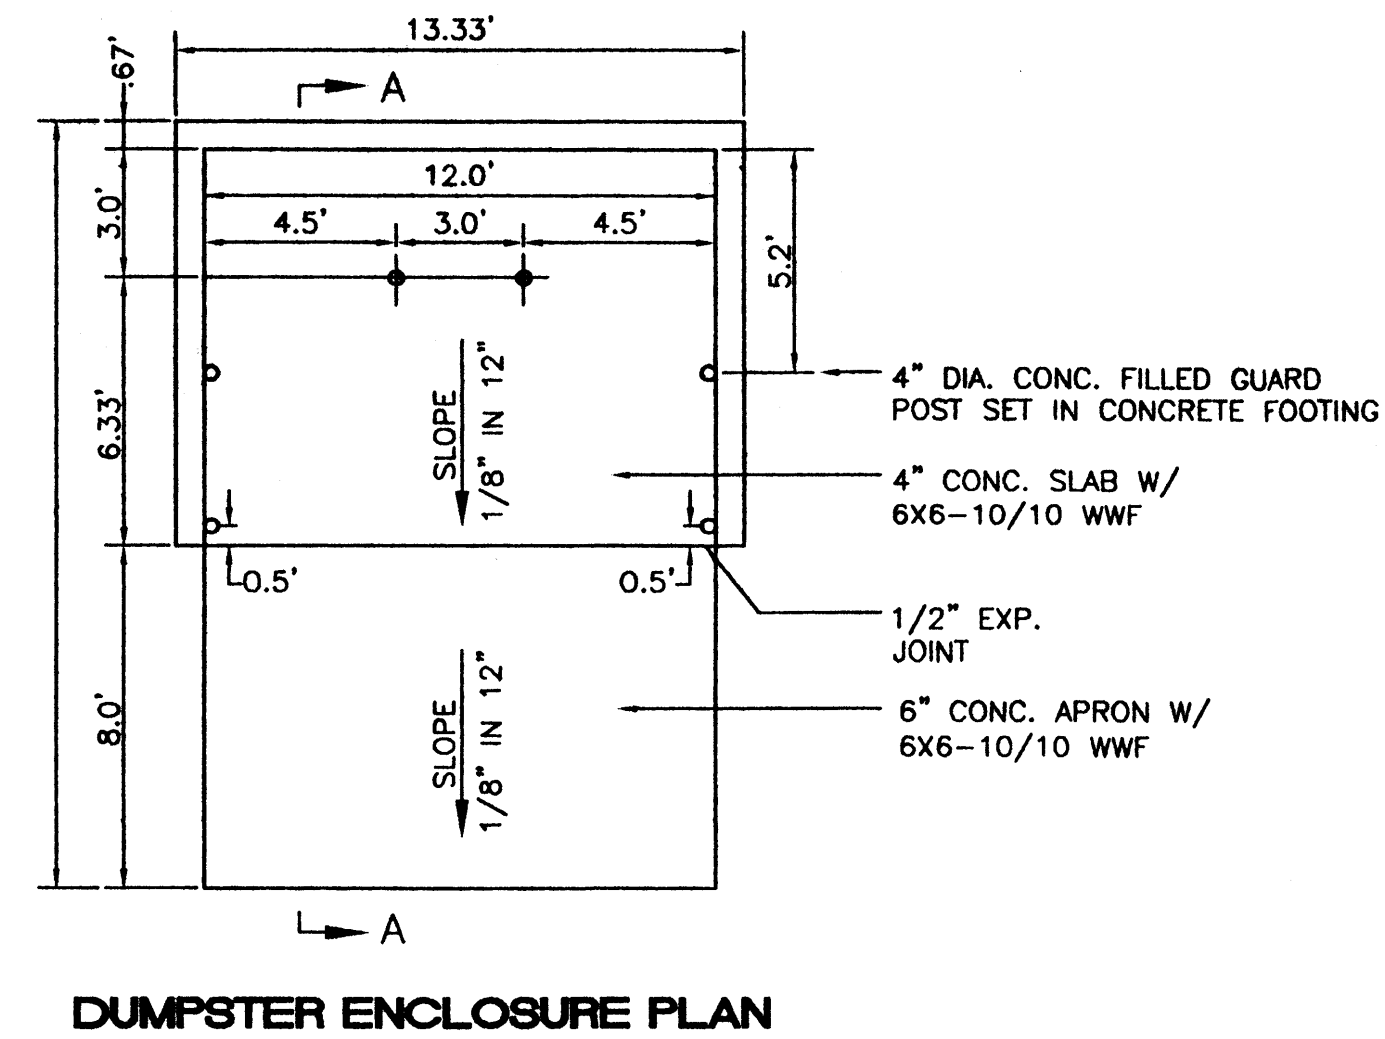 13.33'
.67'
A
12.0'
4.5'
3.0'
4.5'
3.0'
5.2'
4" DIA. CONC. FILLED GUARD
POST SET IN CONCRETE FOOTING
6.33'
SLOPE
1/8" IN 12"
4" CONC. SLAB W/
6X6-10/10 WWF
0.5'
0.5'
1/2" EXP.
JOINT
8.0'
SLOPE
1/8" IN 12"
6" CONC. APRON W/
6X6-10/10 WWF
A
DUMPSTER ENCLOSURE PLAN